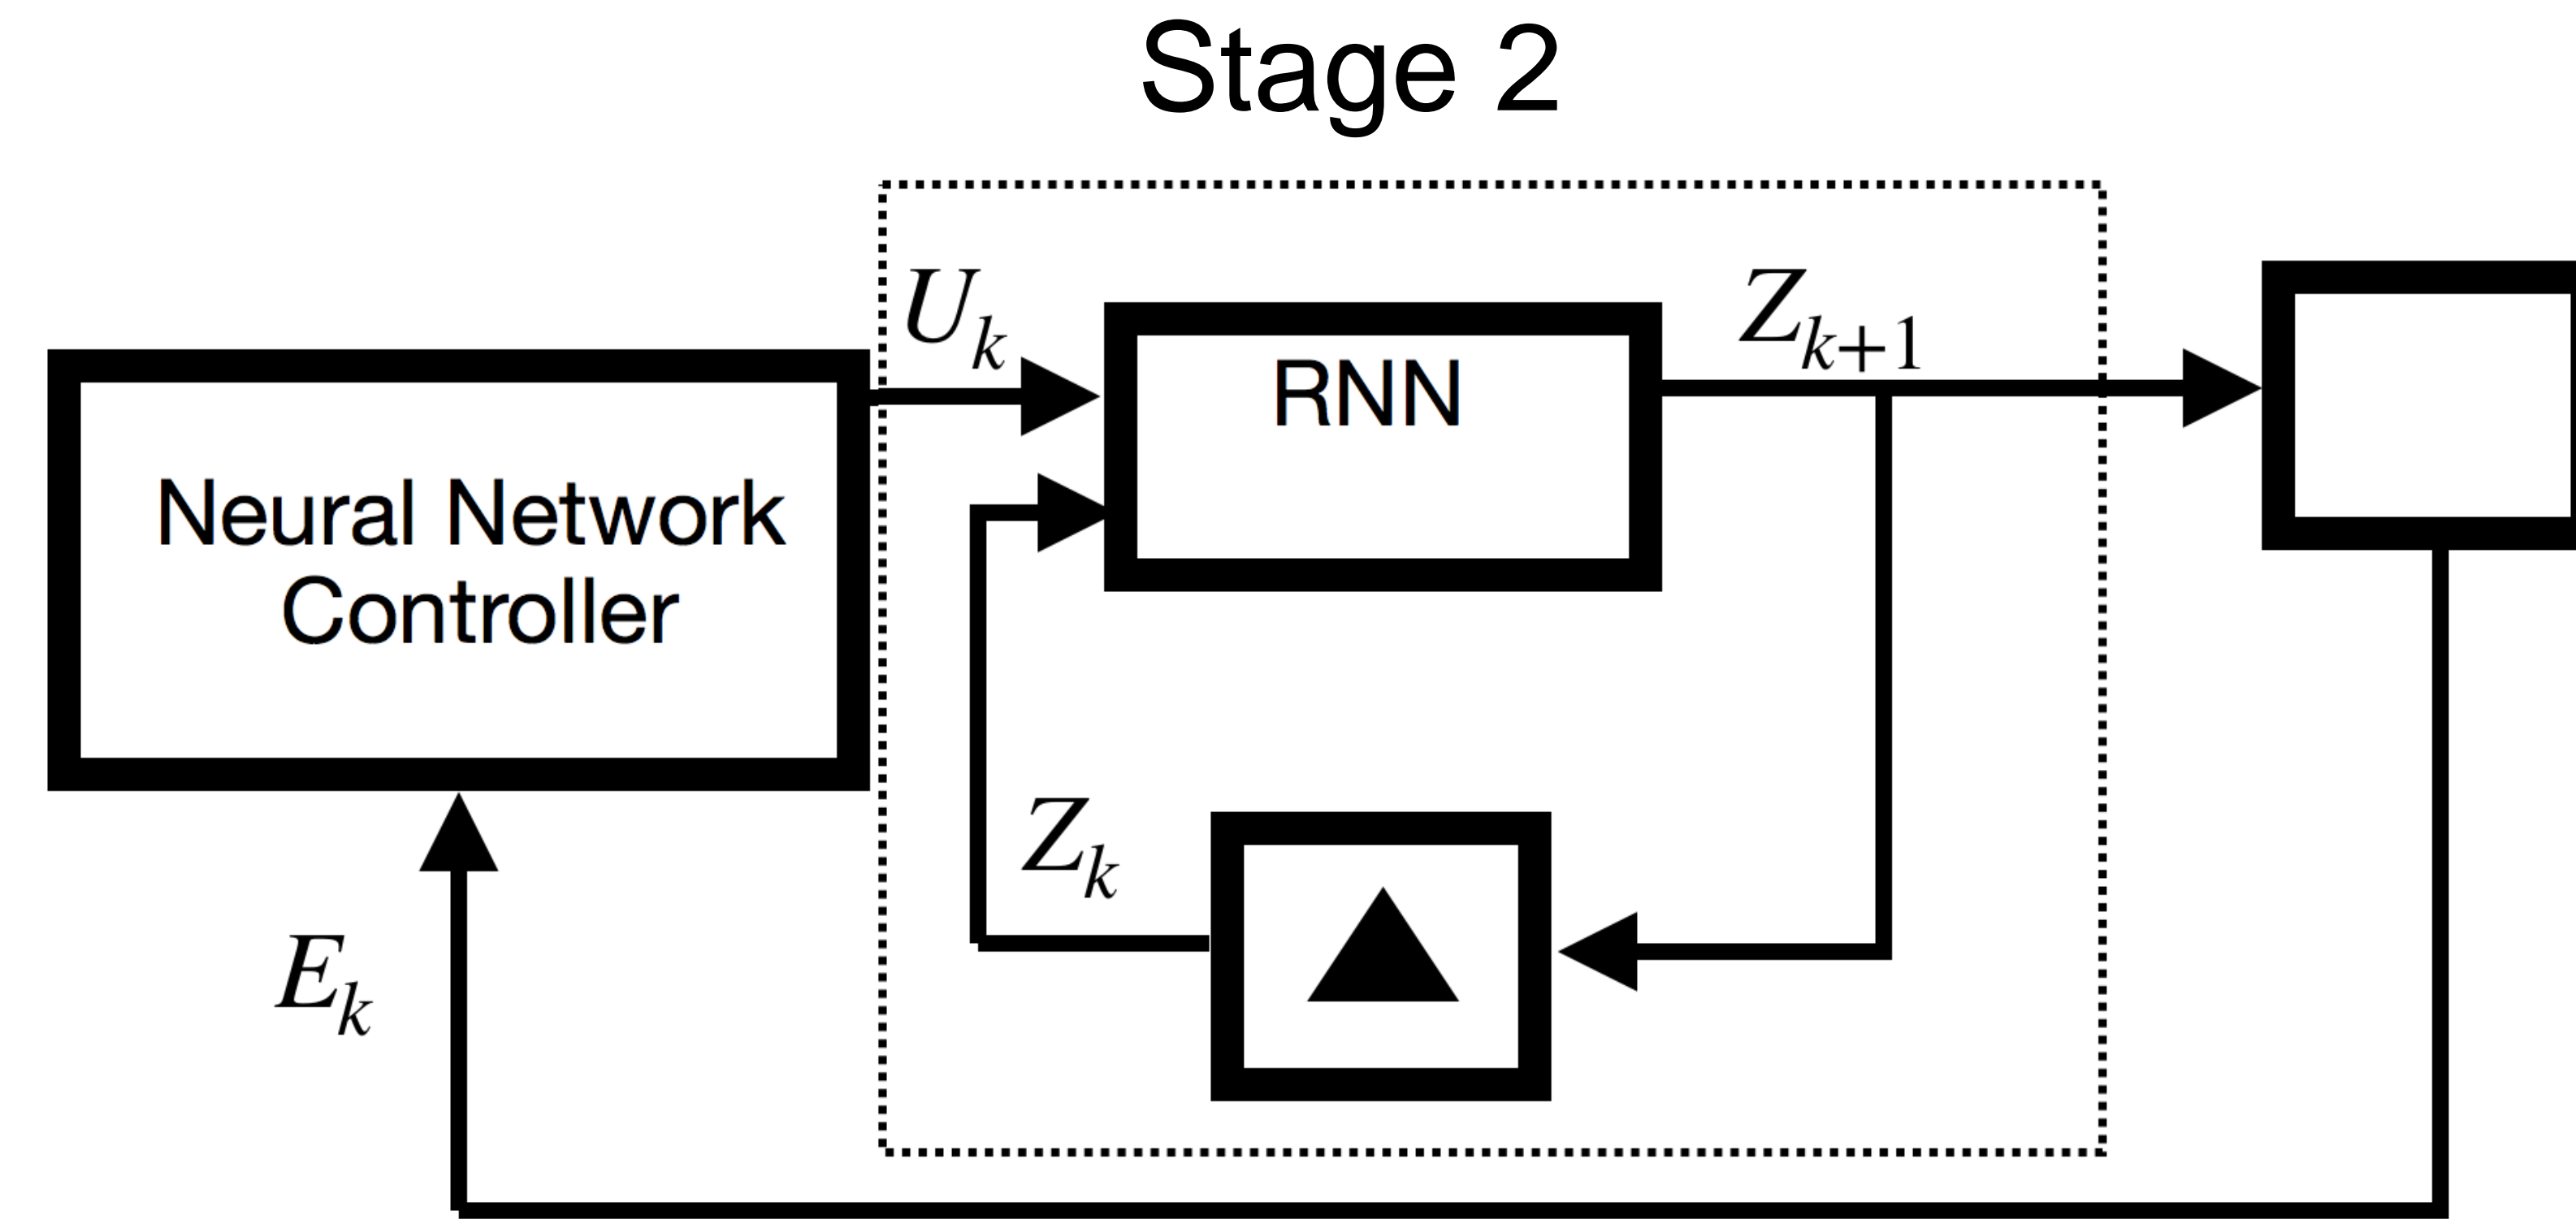 Stage 2
U_k
Z_{k+1}
RNN
Neural Network
Controller
Z_k
E_k